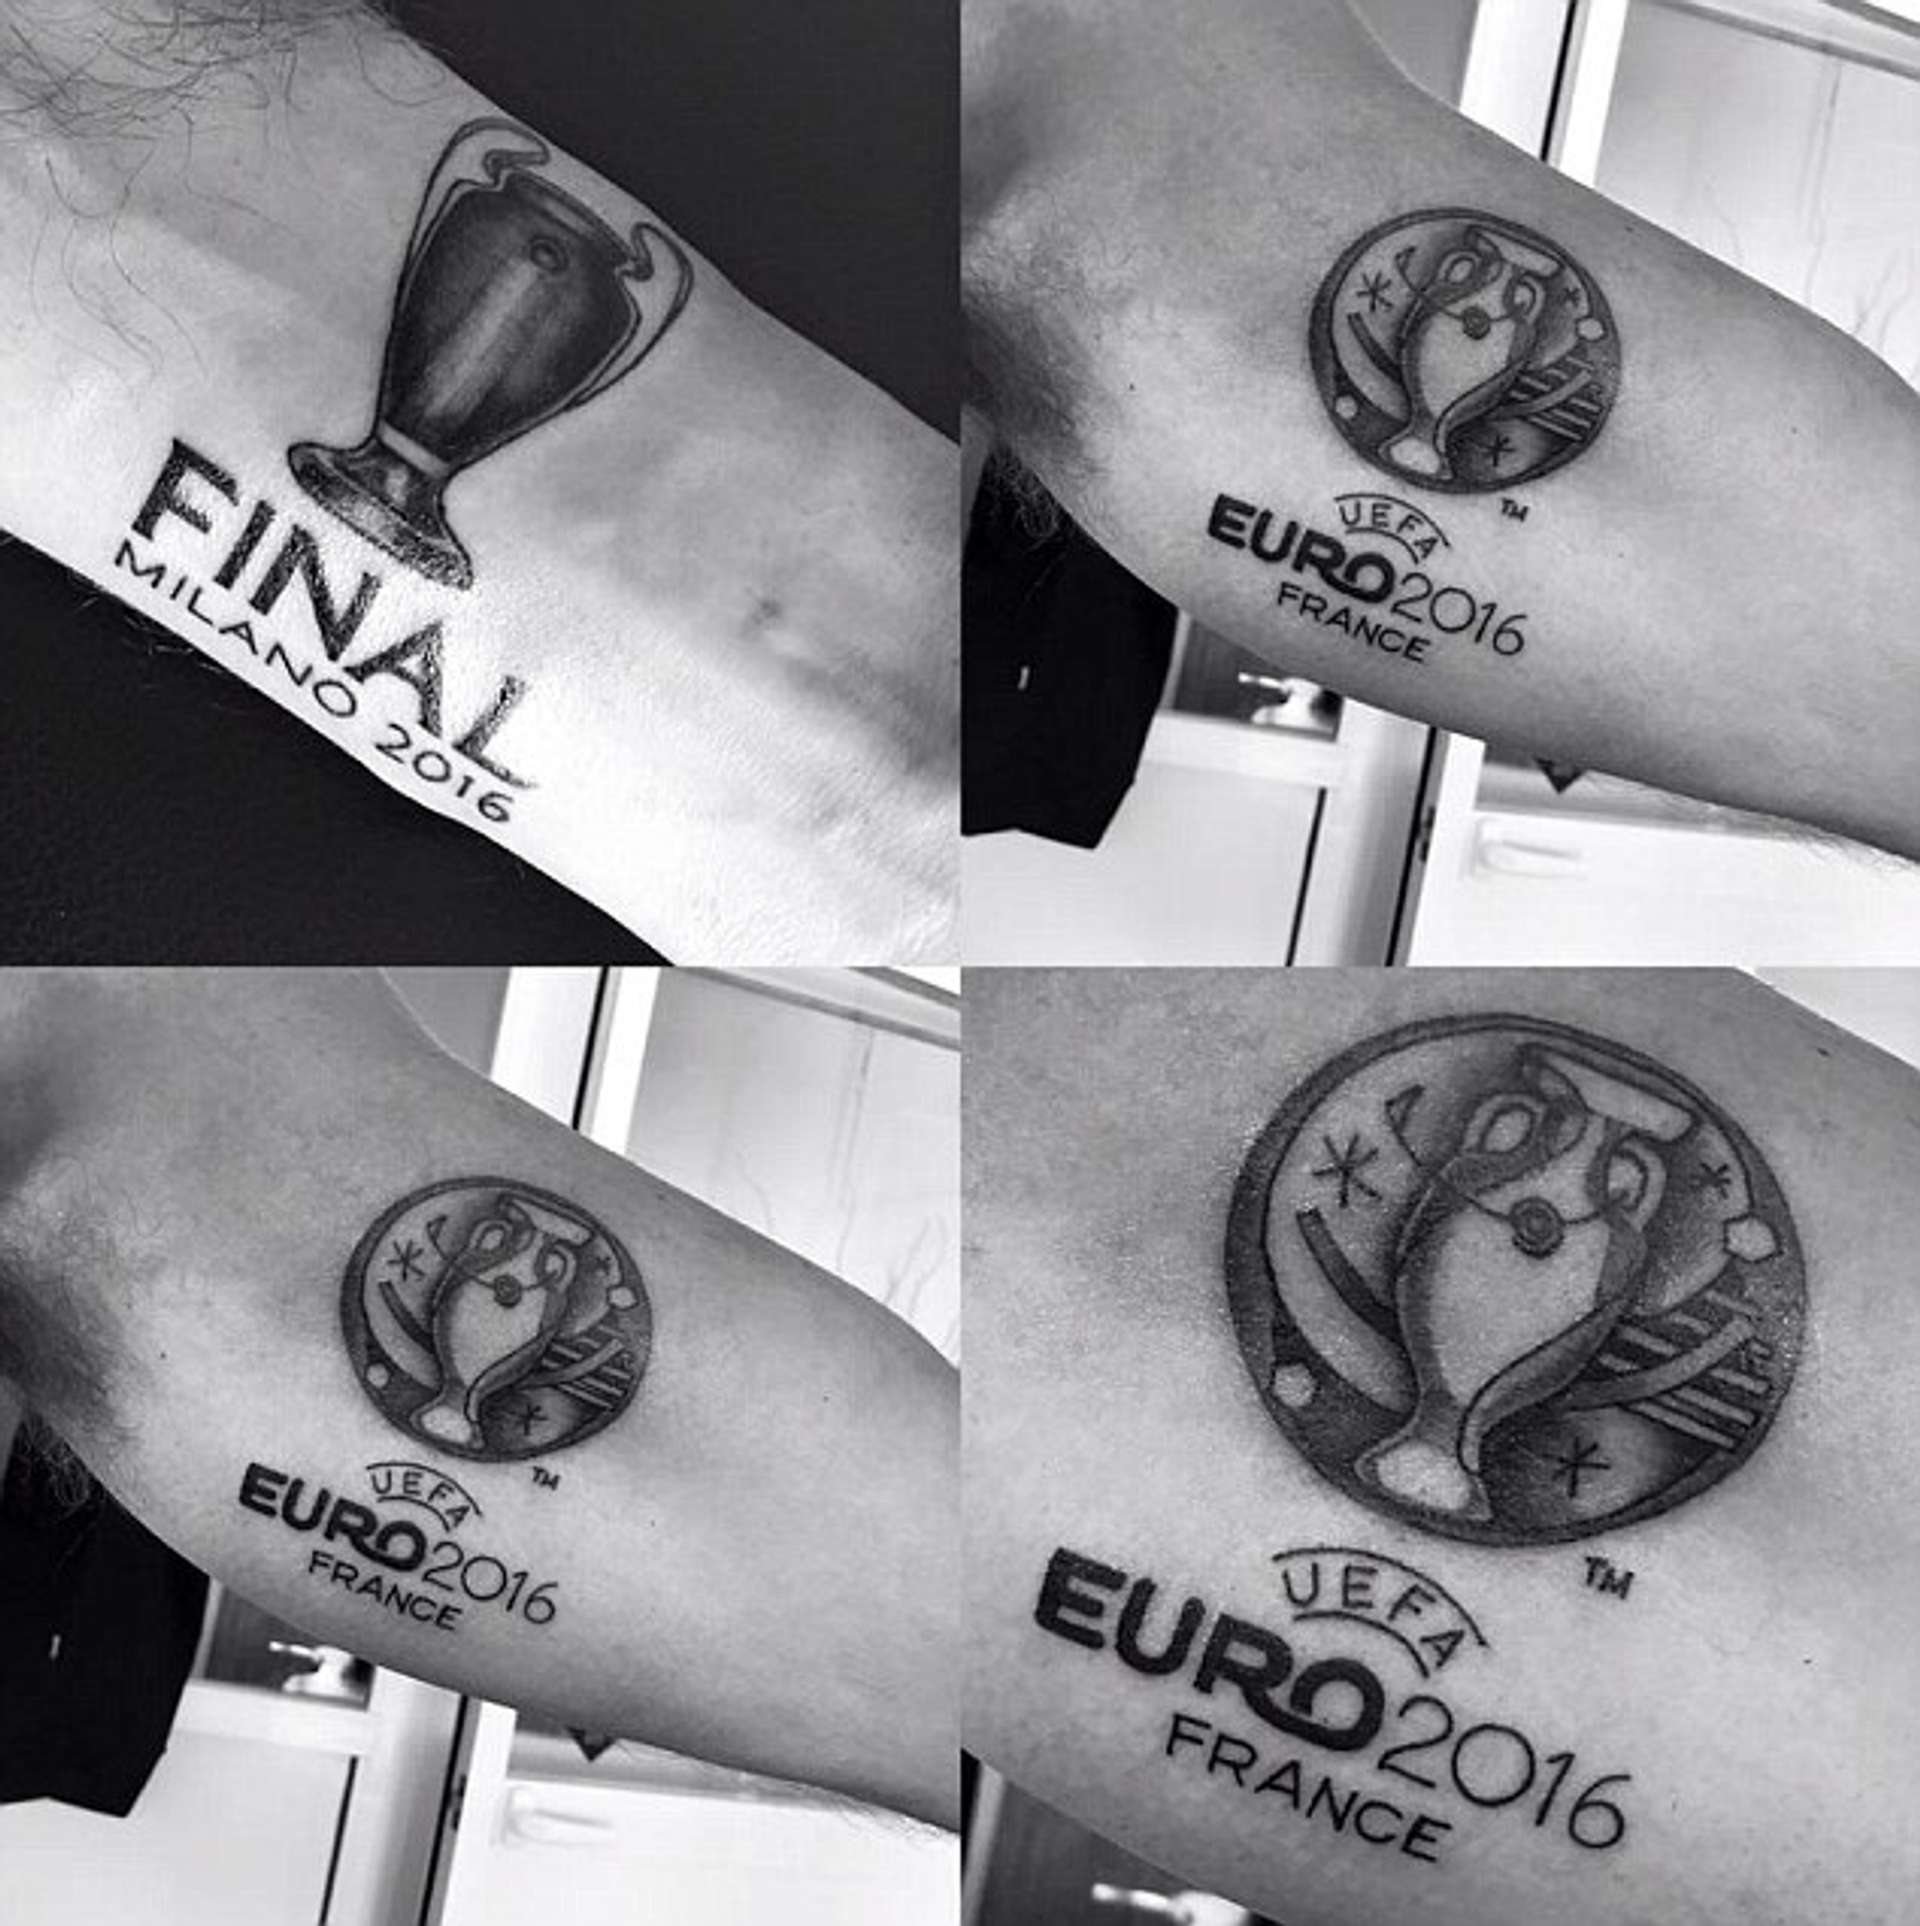 FINAL
MILANO 2016
TM
UEFA
EURO2016
FRANCE
TM
UEFA
EURO2016
FRANCE
TM
UEFA
EURO2016
FRANCE